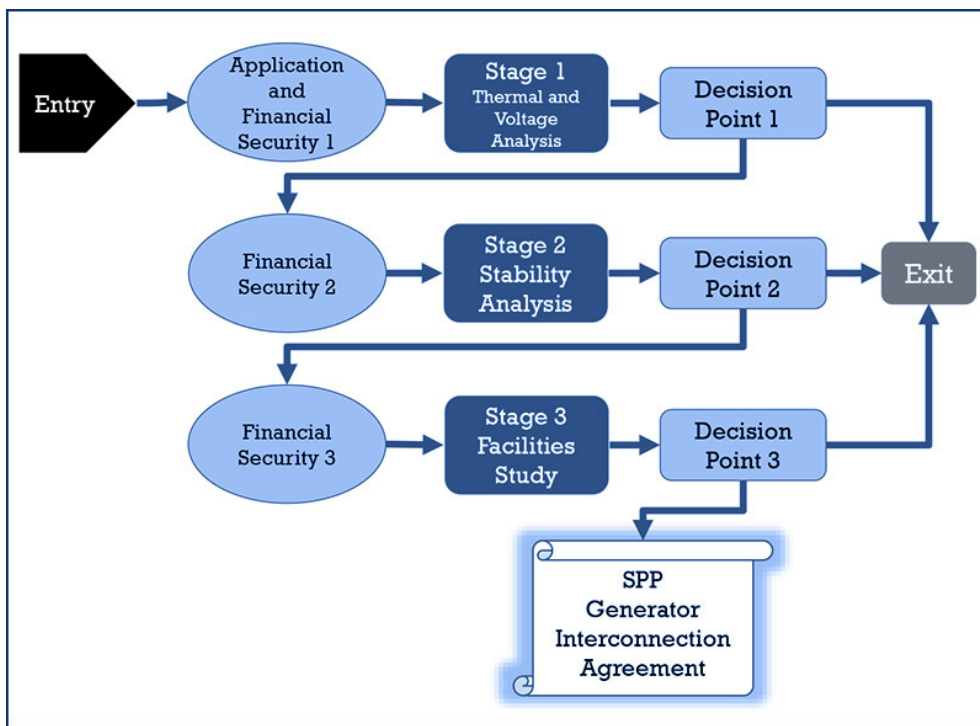 Entry
Application
and
Financial
Security 1
Stage 1
Thermal and
Voltage
Analysis
Decision
Point 1
Financial
Security 2
Stage 2
Stability
Analysis
Decision
Point 2
Exit
Financial
Security 3
Stage 3
Facilities
Study
Decision
Point 3
SPP
Generator
Interconnection
Agreement